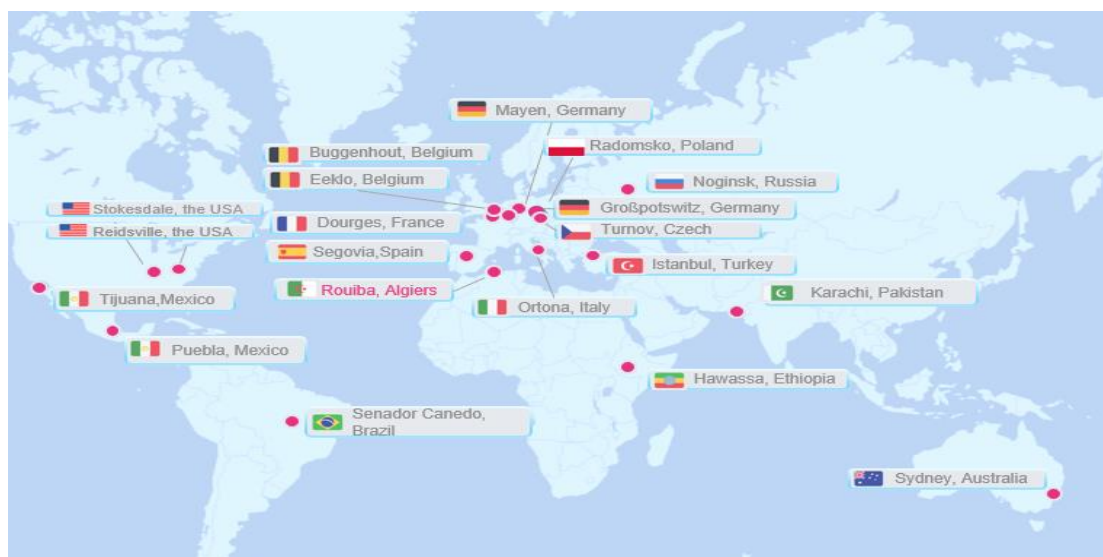 Mayen, Germany
Buggenhout, Belgium
Radomsko, Poland
Eeklo, Belgium
Noginsk, Russia
Stokesdale, the USA
Dourges, France
Großpotswitz, Germany
Reidsville, the USA
Turnov, Czech
Segovia,Spain
Istanbul, Turkey
Rouiba, Algiers
Tijuana,Mexico
Ortona, Italy
Karachi, Pakistan
Puebla, Mexico
Hawassa, Ethiopia
Senador Canedo,
Brazil
Sydney, Australia